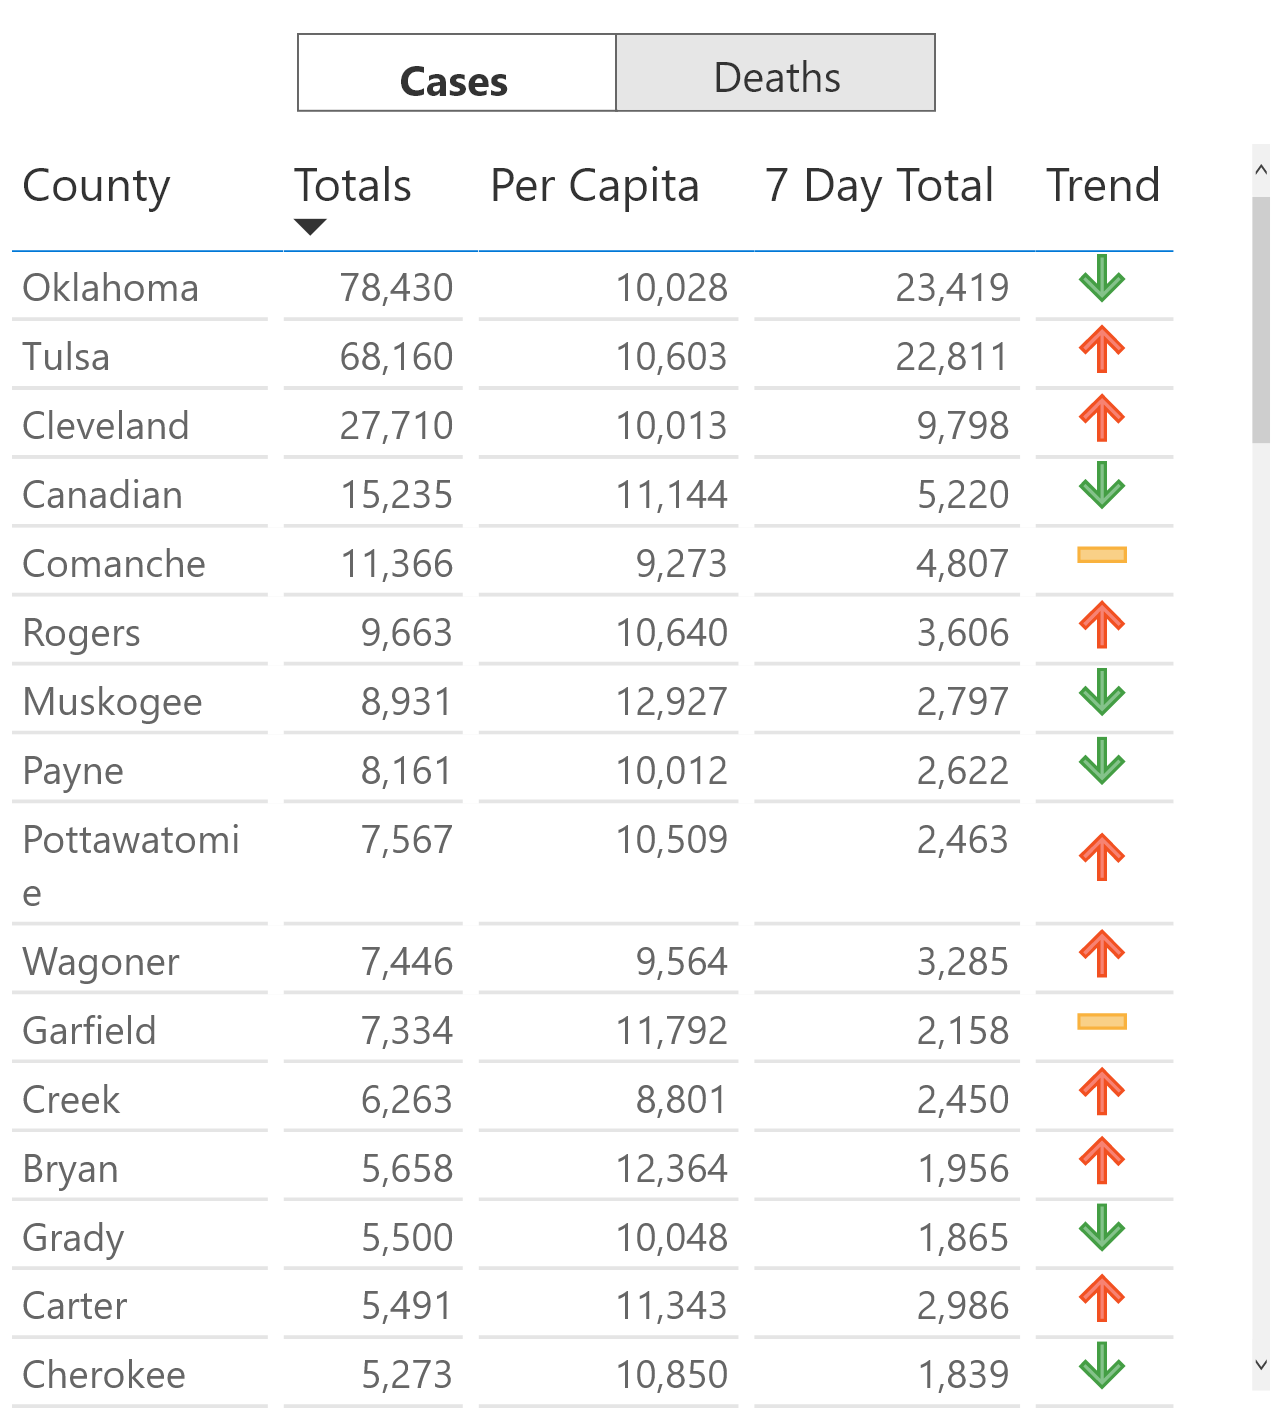 Cases Deaths
County Totals Per Capita 7 Day Total Trend
Oklahoma 78,430 10,028 23,419
Tulsa 68,160 10,603 22,811
Cleveland 27,710 10,013 9,798
Canadian 15,235 11,144 5,220
Comanche 11,366 9,273 4,807
Rogers 9,663 10,640 3,606
Muskogee 8,931 12,927 2,797
Payne 8,161 10,012 2,622
Pottawatomi 7,567 10,509 2,463
e
Wagoner 7,446 9,564 3,285
Garfield 7,334 11,792 2,158
Creek 6,263 8,801 2,450
Bryan 5,658 12,364 1,956
Grady 5,500 10,048 1,865
Carter 5,491 11,343 2,986
Cherokee 5,273 10,850 1,839